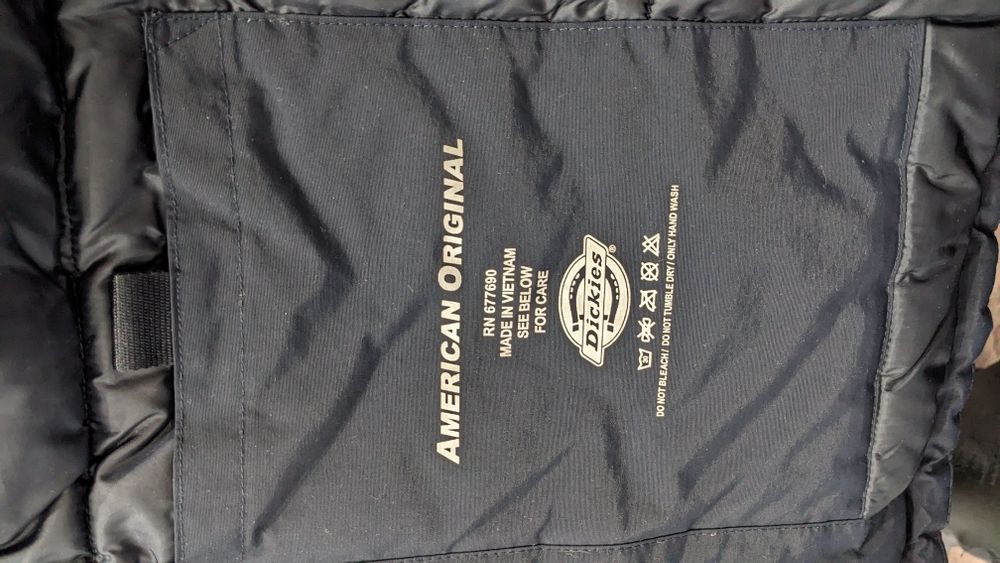 AMERICAN ORIGINAL
RN 677690
MADE IN VIETNAM
SEE BELOW
FOR CARE
Dickies®
30
DO NOT BLEACH / DO NOT TUMBLE DRY / ONLY HAND WASH